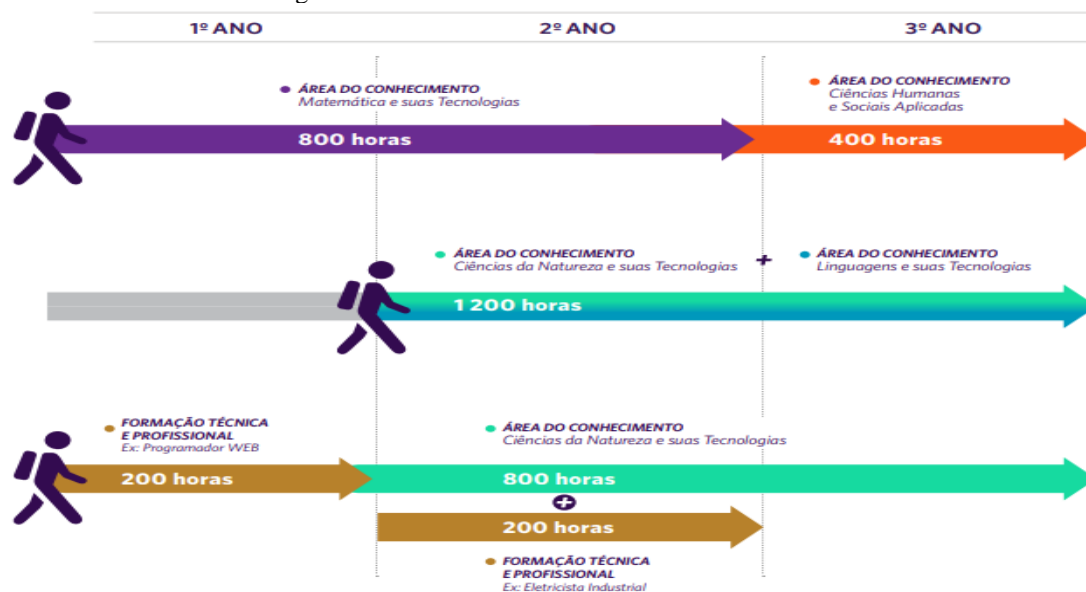 1º ANO
2º ANO
3º ANO
ÁREA DO CONHECIMENTO
Matemática e suas Tecnologias
ÁREA DO CONHECIMENTO
Ciências Humanas
e Sociais Aplicadas
800 horas
400 horas
ÁREA DO CONHECIMENTO
Ciências da Natureza e suas Tecnologias
+
ÁREA DO CONHECIMENTO
Linguagens e suas Tecnologias
1 200 horas
FORMAÇÃO TÉCNICA
E PROFISSIONAL
Ex: Programador WEB
ÁREA DO CONHECIMENTO
Ciências da Natureza e suas Tecnologias
200 horas
800 horas
+
200 horas
FORMAÇÃO TÉCNICA
E PROFISSIONAL
Ex: Eletricista Industrial